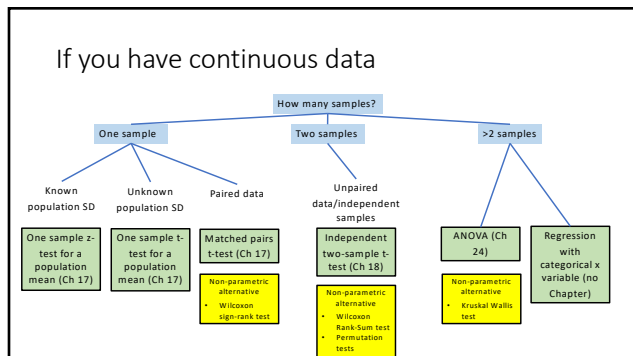 If you have continuous data
How many samples?
One sample
Two samples
>2 samples
Known
population SD
Unknown
population SD
Paired data
Unpaired
data/independent
samples
One sample z-
test for a
population
mean (Ch 17)
One sample t-
test for a
population
mean (Ch 17)
Matched pairs
t-test (Ch 17)
Non-parametric
alternative
• Wilcoxon
sign-rank test
Independent
two-sample t-
test (Ch 18)
Non-parametric
alternative
• Wilcoxon
Rank-Sum test
• Permutation
tests
ANOVA (Ch
24)
Non-parametric
alternative
• Kruskal Wallis
test
Regression
with
categorical x
variable (no
Chapter)